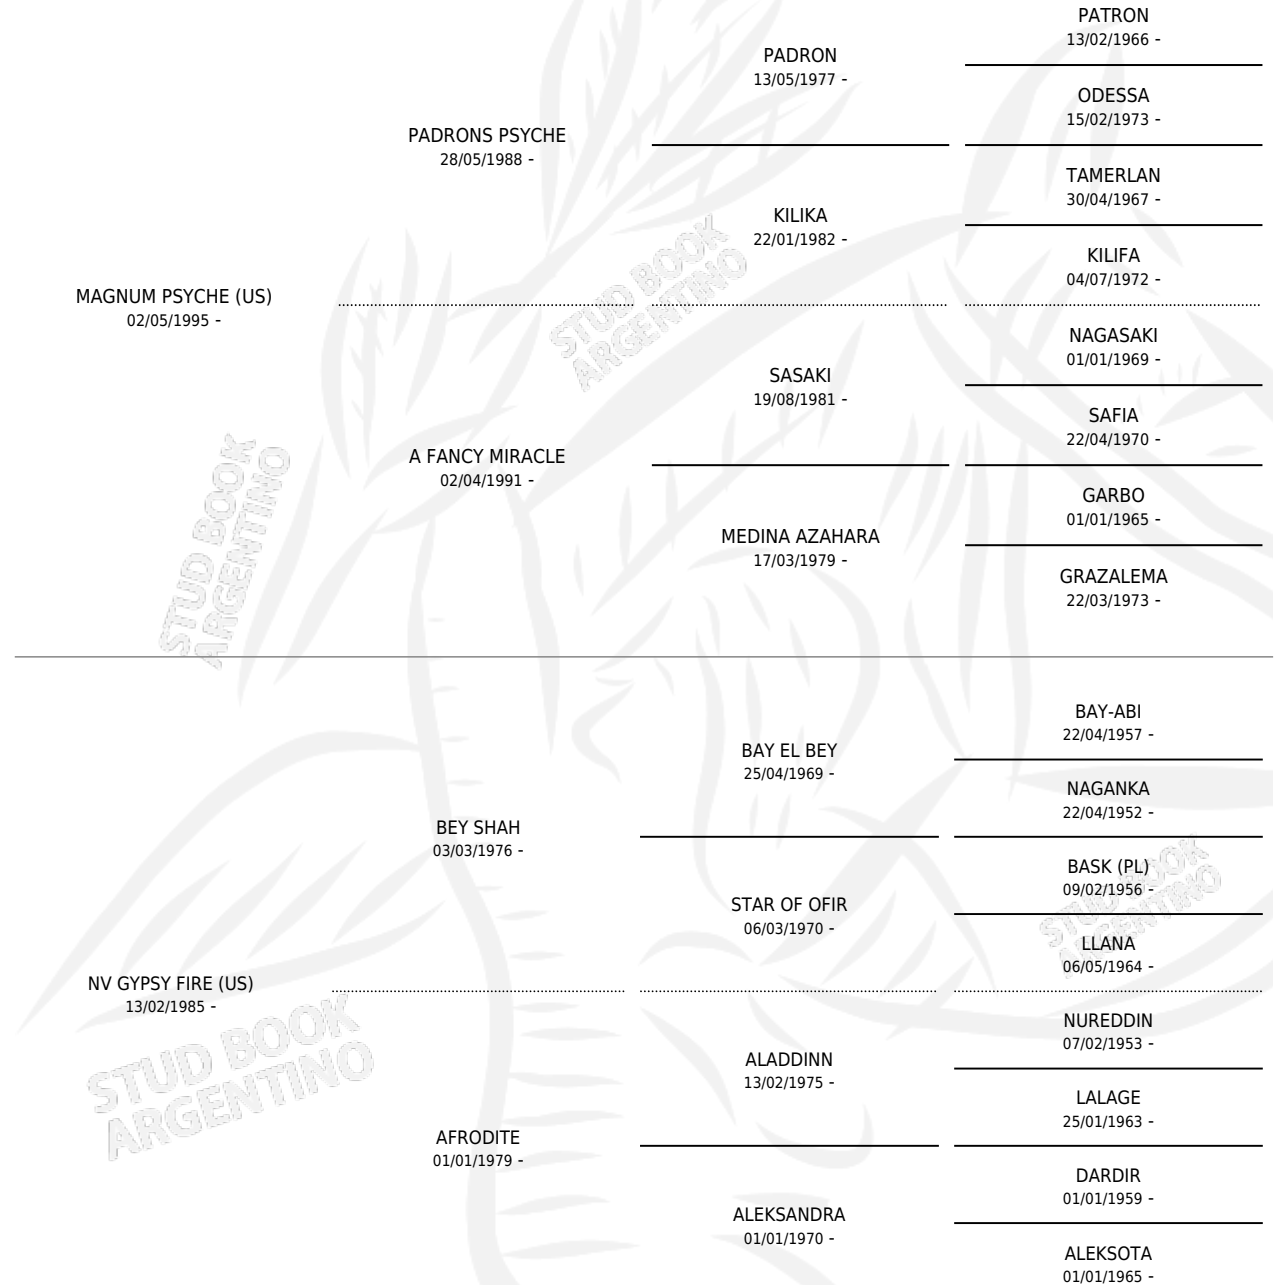 PATRON
13/02/1966 -
PADRON
13/05/1977 -
ODESSA
15/02/1973 -
PADRONS PSYCHE
28/05/1988 -
TAMERLAN
30/04/1967 -
KILIKA
22/01/1982 -
KILIFA
04/07/1972 -
MAGNUM PSYCHE (US)
02/05/1995 -
NAGASAKI
01/01/1969 -
SASAKI
19/08/1981 -
SAFIA
22/04/1970 -
A FANCY MIRACLE
02/04/1991 -
GARBO
01/01/1965 -
MEDINA AZAHARA
17/03/1979 -
GRAZALEMA
22/03/1973 -
STUD BOOK
ARGENTINO
STUD BOOK
ARGENTINO
BAY-ABI
22/04/1957 -
BAY EL BEY
25/04/1969 -
NAGANKA
22/04/1952 -
BEY SHAH
03/03/1976 -
BASK (PL)
09/02/1956 -
STAR OF OFIR
06/03/1970 -
LLANA
06/05/1964 -
NV GYPSY FIRE (US)
13/02/1985 -
NUREDDIN
07/02/1953 -
ALADDINN
13/02/1975 -
LALAGE
25/01/1963 -
AFRODITE
01/01/1979 -
DARDIR
01/01/1959 -
ALEKSANDRA
01/01/1970 -
ALEKSOTA
01/01/1965 -
STUD BOOK
ARGENTINO
STUD BOOK
ARGENTINO